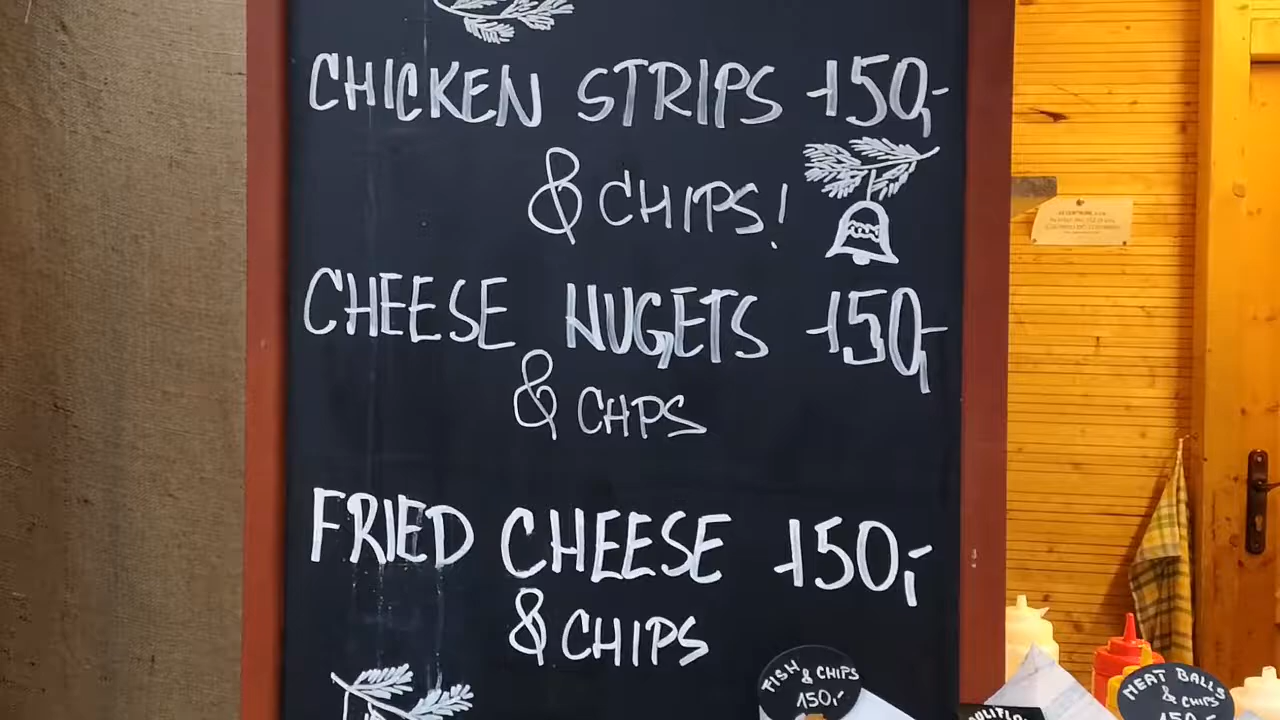 CHICKEN STRIPS 150,-
& CHIPS!
CHEESE NUGETS 150,-
& CHPS
FRIED CHEESE 150,-
& CHIPS
FISH & CHIPS
150,-
MEAT BALLS
& CHIPS